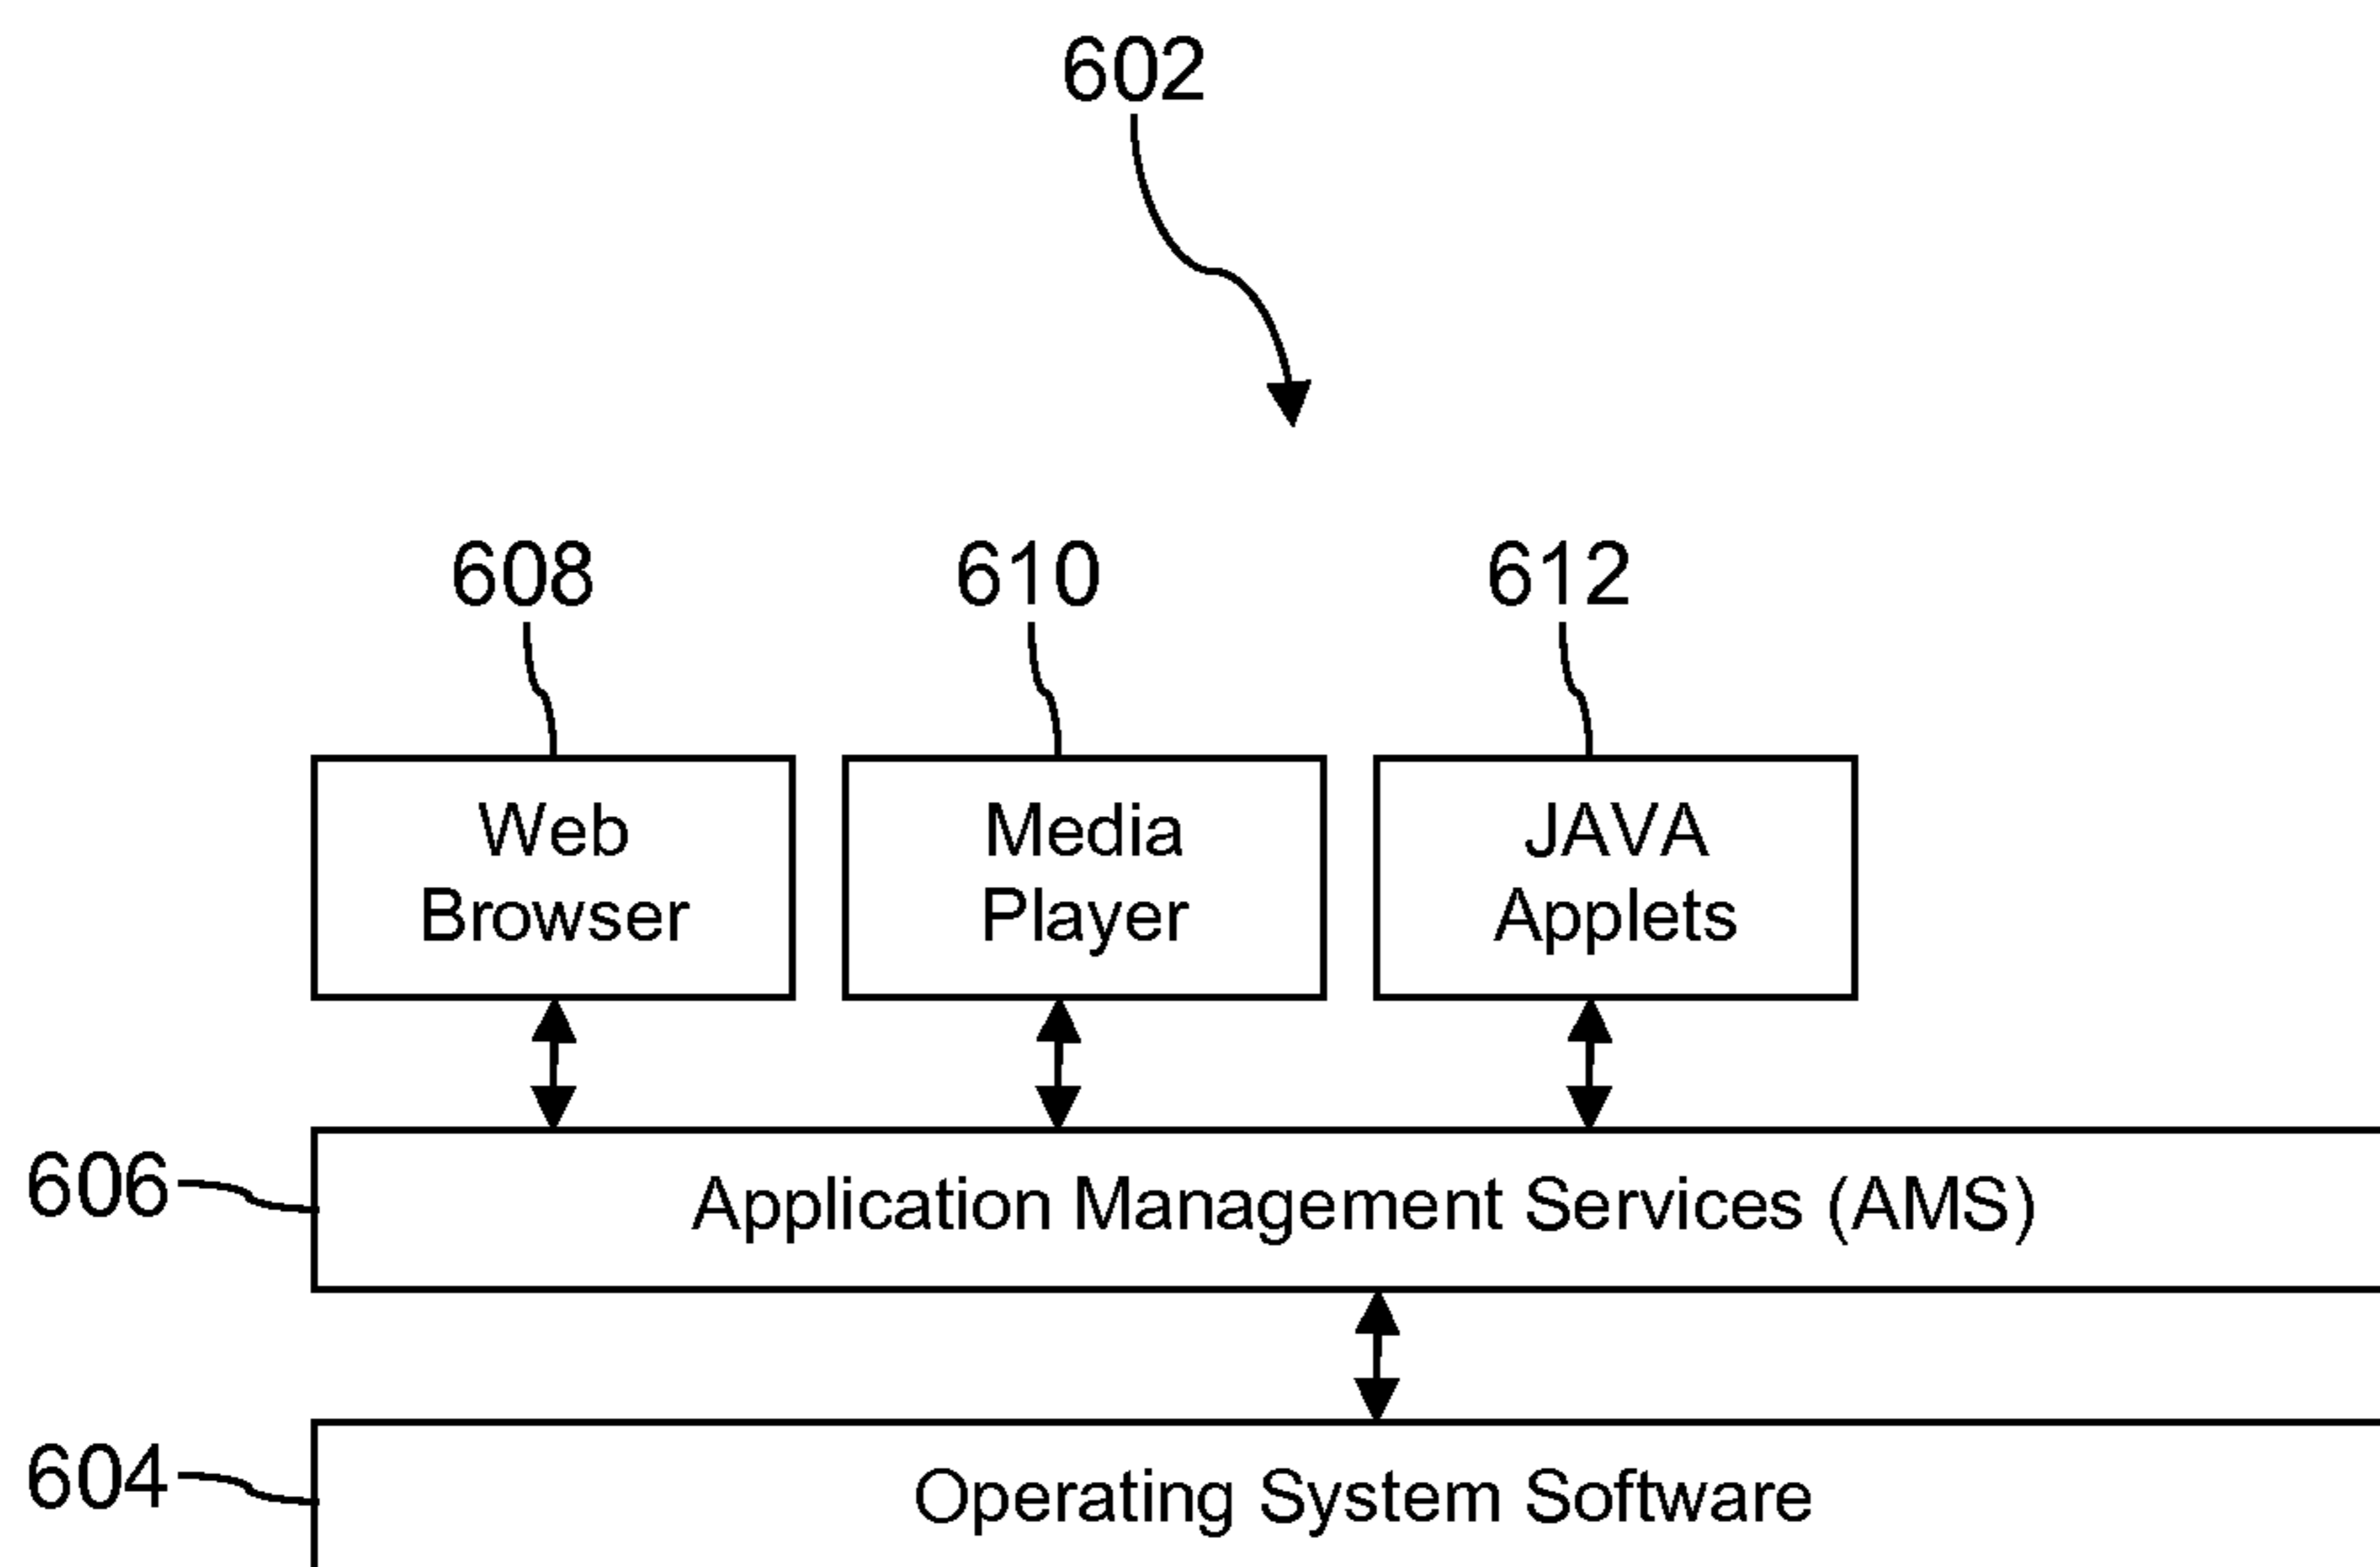 602
608
610
612
Web
Browser
Media
Player
JAVA
Applets
606
Application Management Services (AMS)
604
Operating System Software